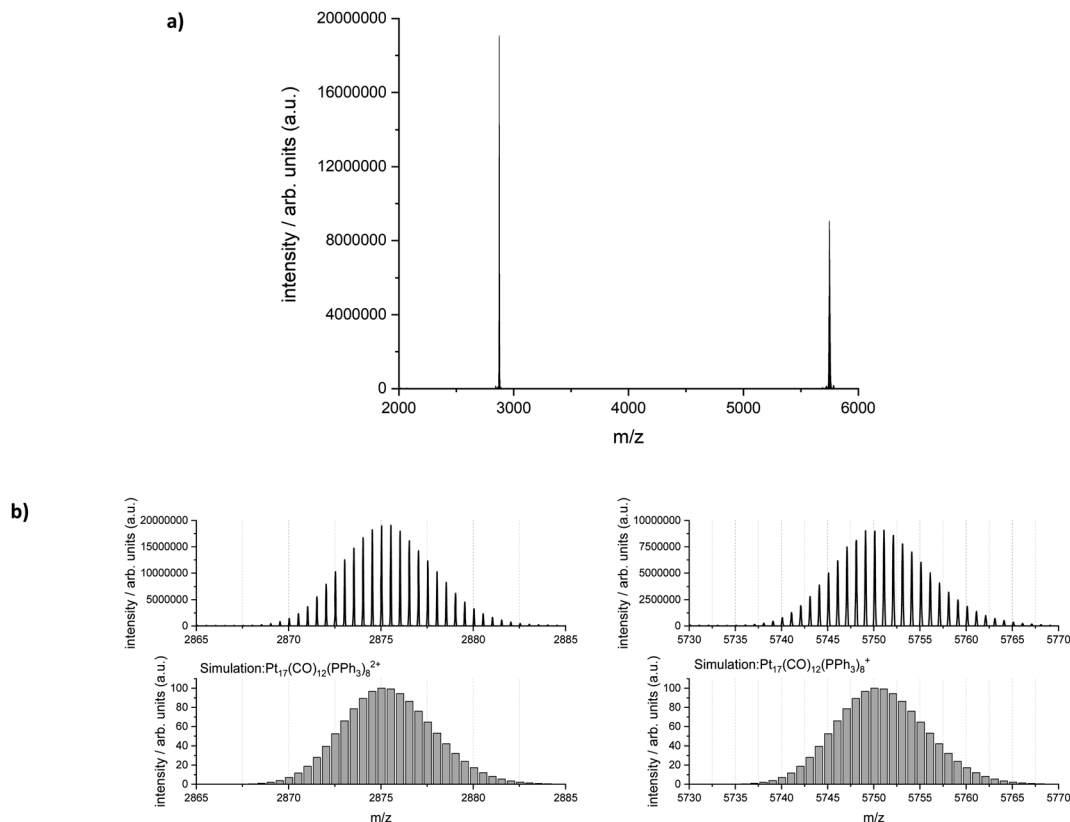 a)
intensity / arb. units (a.u.)
20000000
16000000
12000000
8000000
4000000
0
2000 3000 4000 5000 6000
m/z
b)
intensity / arb. units (a.u.)
20000000
15000000
10000000
5000000
0
2865 2870 2875 2880 2885
intensity / arb. units (a.u.)
10000000
7500000
5000000
2500000
0
5730 5735 5740 5745 5750 5755 5760 5765 5770
Simulation:Pt₁₇(CO)₁₂(PPh₃)₈²⁺
intensity / arb. units (a.u.)
100
80
60
40
20
0
2865 2870 2875 2880 2885
m/z
Simulation:Pt₁₇(CO)₁₂(PPh₃)₈⁺
intensity / arb. units (a.u.)
100
80
60
40
20
0
5730 5735 5740 5745 5750 5755 5760 5765 5770
m/z